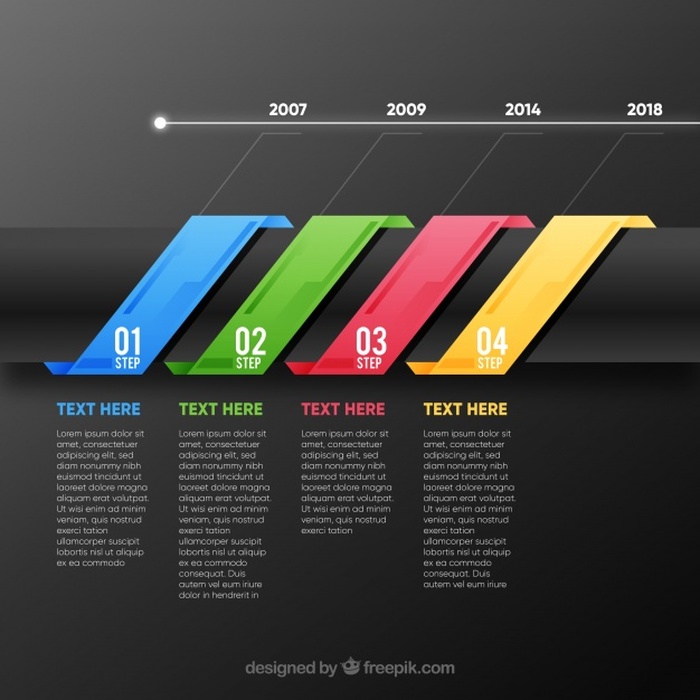 2007 2009 2014 2018
01
STEP
02
STEP
03
STEP
04
STEP
TEXT HERE
Lorem ipsum dolor sit
amet, consectetuer
adipiscing elit, sed
diam nonummy nibh
euismod tincidunt ut
laoreet dolore magna
aliquam erat volutpat.
Ut wisi enim ad minim
veniam, quis nostrud
exerci tation
ullamcorper suscipit
lobortis nisl ut aliquip
ex ea commodo
TEXT HERE
Lorem ipsum dolor sit
amet, consectetuer
adipiscing elit, sed
diam nonummy nibh
euismod tincidunt ut
laoreet dolore magna
aliquam erat volutpat.
Ut wisi enim ad minim
veniam, quis nostrud
exerci tation
ullamcorper suscipit
lobortis nisl ut aliquip
ex ea commodo
consequat. Duis
autem vel eum iriure
dolor in hendrerit in
TEXT HERE
Lorem ipsum dolor sit
amet, consectetuer
adipiscing elit, sed
diam nonummy nibh
euismod tincidunt ut
laoreet dolore magna
aliquam erat volutpat.
Ut wisi enim ad minim
veniam, quis nostrud
exerci tation
TEXT HERE
Lorem ipsum dolor sit
amet, consectetuer
adipiscing elit, sed
diam nonummy nibh
euismod tincidunt ut
laoreet dolore magna
aliquam erat volutpat.
Ut wisi enim ad minim
veniam, quis nostrud
exerci tation
ullamcorper suscipit
lobortis nisl ut aliquip
ex ea commodo
consequat. Duis
autem vel eum iriure
designed by freepik.com